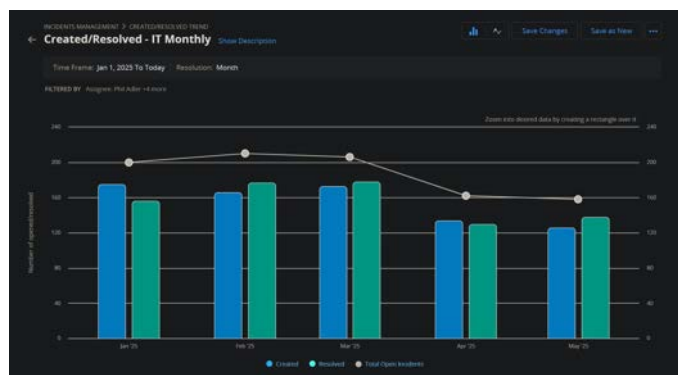 INCIDENTS MANAGEMENT > CREATED/RESOLVED TREND
← Created/Resolved - IT Monthly Show Description
Save Changes Save as New ...
Time Frame: Jan 1, 2025 To Today Resolution: Month
FILTERED BY Assignee: Phil Adler +4 more
Zoom into desired data by creating a rectangle over it
240 240
200 200
160 160
120 120
80 80
40 40
0 0
Number of opened/resolved
Jan '25 Feb '25 Mar '25 Apr '25 May '25
Created Resolved Total Open Incidents